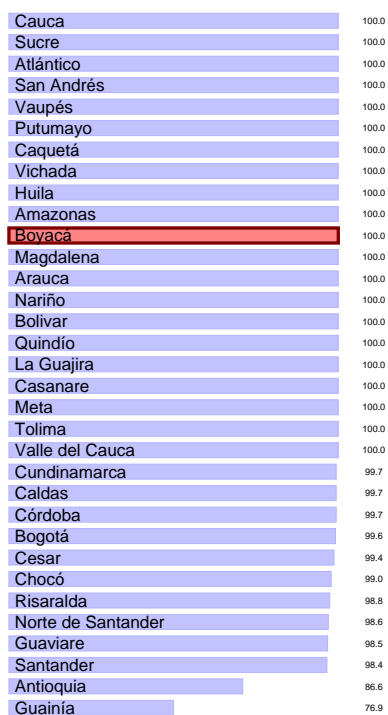 Cauca 100.0
Sucre 100.0
Atlántico 100.0
San Andrés 100.0
Vaupés 100.0
Putumayo 100.0
Caquetá 100.0
Vichada 100.0
Huila 100.0
Amazonas 100.0
Boyacá 100.0
Magdalena 100.0
Arauca 100.0
Nariño 100.0
Bolivar 100.0
Quindío 100.0
La Guajira 100.0
Casanare 100.0
Meta 100.0
Tolima 100.0
Valle del Cauca 100.0
Cundinamarca 99.7
Caldas 99.7
Córdoba 99.7
Bogotá 99.6
Cesar 99.4
Chocó 99.0
Risaralda 98.8
Norte de Santander 98.6
Guaviare 98.5
Santander 98.4
Antioquia 86.6
Guainía 76.9